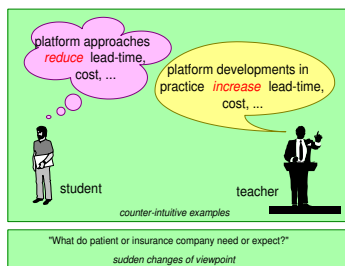 platform approaches
reduce lead-time,
cost, ...
platform developments in
practice increase lead-time,
cost, ...
student
teacher
counter-intuitive examples
"What do patient or insurance company need or expect?"
sudden changes of viewpoint